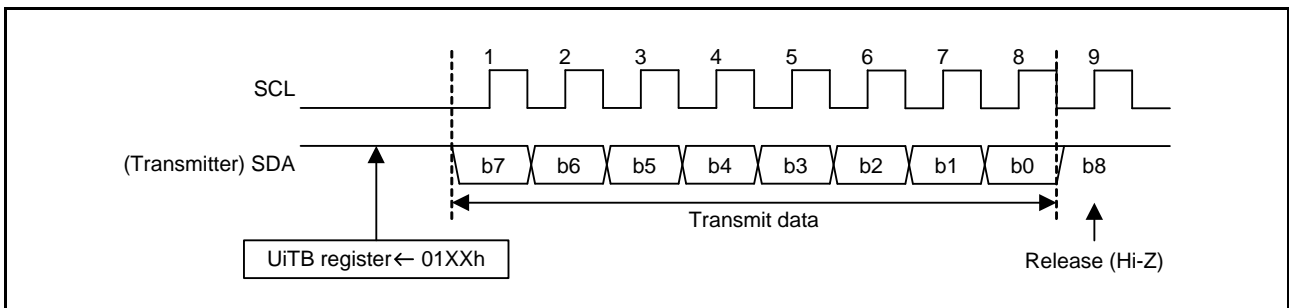 1 2 3 4 5 6 7 8 9
SCL
(Transmitter) SDA b7 b6 b5 b4 b3 b2 b1 b0 b8
Transmit data
UiTB register← 01XXh
Release (Hi-Z)